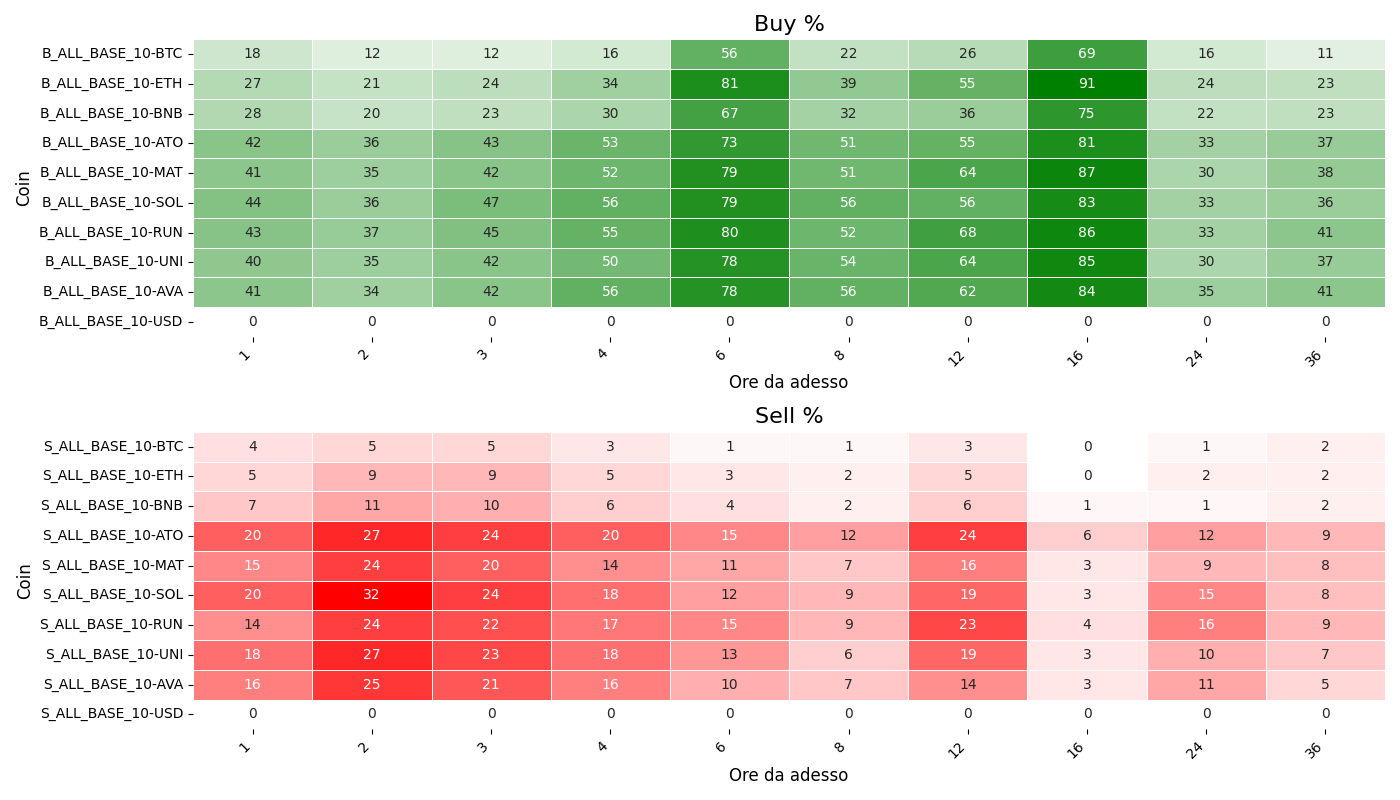 Buy %
Coin
B_ALL_BASE_10-BTC 18 12 12 16 56 22 26 69 16 11
B_ALL_BASE_10-ETH 27 21 24 34 81 39 55 91 24 23
B_ALL_BASE_10-BNB 28 20 23 30 67 32 36 75 22 23
B_ALL_BASE_10-ATO 42 36 43 53 73 51 55 81 33 37
B_ALL_BASE_10-MAT 41 35 42 52 79 51 64 87 30 38
B_ALL_BASE_10-SOL 44 36 47 56 79 56 56 83 33 36
B_ALL_BASE_10-RUN 43 37 45 55 80 52 68 86 33 41
B_ALL_BASE_10-UNI 40 35 42 50 78 54 64 85 30 37
B_ALL_BASE_10-AVA 41 34 42 56 78 56 62 84 35 41
B_ALL_BASE_10-USD 0 0 0 0 0 0 0 0 0 0
1 2 3 4 6 8 12 16 24 36
Ore da adesso
Sell %
Coin
S_ALL_BASE_10-BTC 4 5 5 3 1 1 3 0 1 2
S_ALL_BASE_10-ETH 5 9 9 5 3 2 5 0 2 2
S_ALL_BASE_10-BNB 7 11 10 6 4 2 6 1 1 2
S_ALL_BASE_10-ATO 20 27 24 20 15 12 24 6 12 9
S_ALL_BASE_10-MAT 15 24 20 14 11 7 16 3 9 8
S_ALL_BASE_10-SOL 20 32 24 18 12 9 19 3 15 8
S_ALL_BASE_10-RUN 14 24 22 17 15 9 23 4 16 9
S_ALL_BASE_10-UNI 18 27 23 18 13 6 19 3 10 7
S_ALL_BASE_10-AVA 16 25 21 16 10 7 14 3 11 5
S_ALL_BASE_10-USD 0 0 0 0 0 0 0 0 0 0
1 2 3 4 6 8 12 16 24 36
Ore da adesso